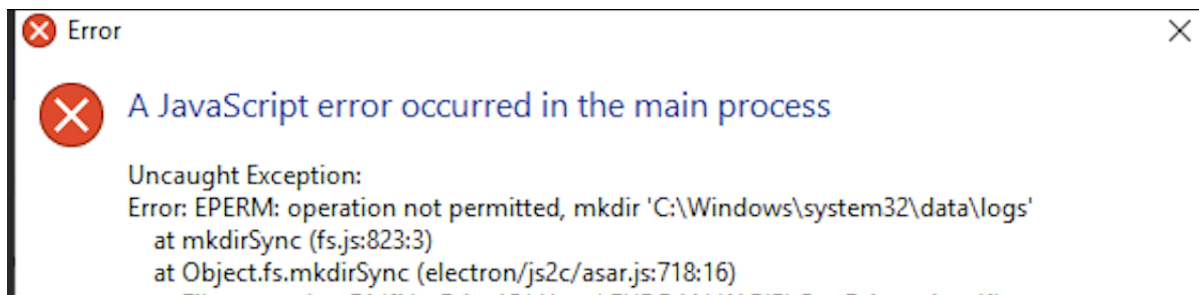 Error
A JavaScript error occurred in the main process
Uncaught Exception:
Error: EPERM: operation not permitted, mkdir 'C:\Windows\system32\data\logs'
at mkdirSync (fs.js:823:3)
at Object.fs.mkdirSync (electron/js2c/asar.js:718:16)